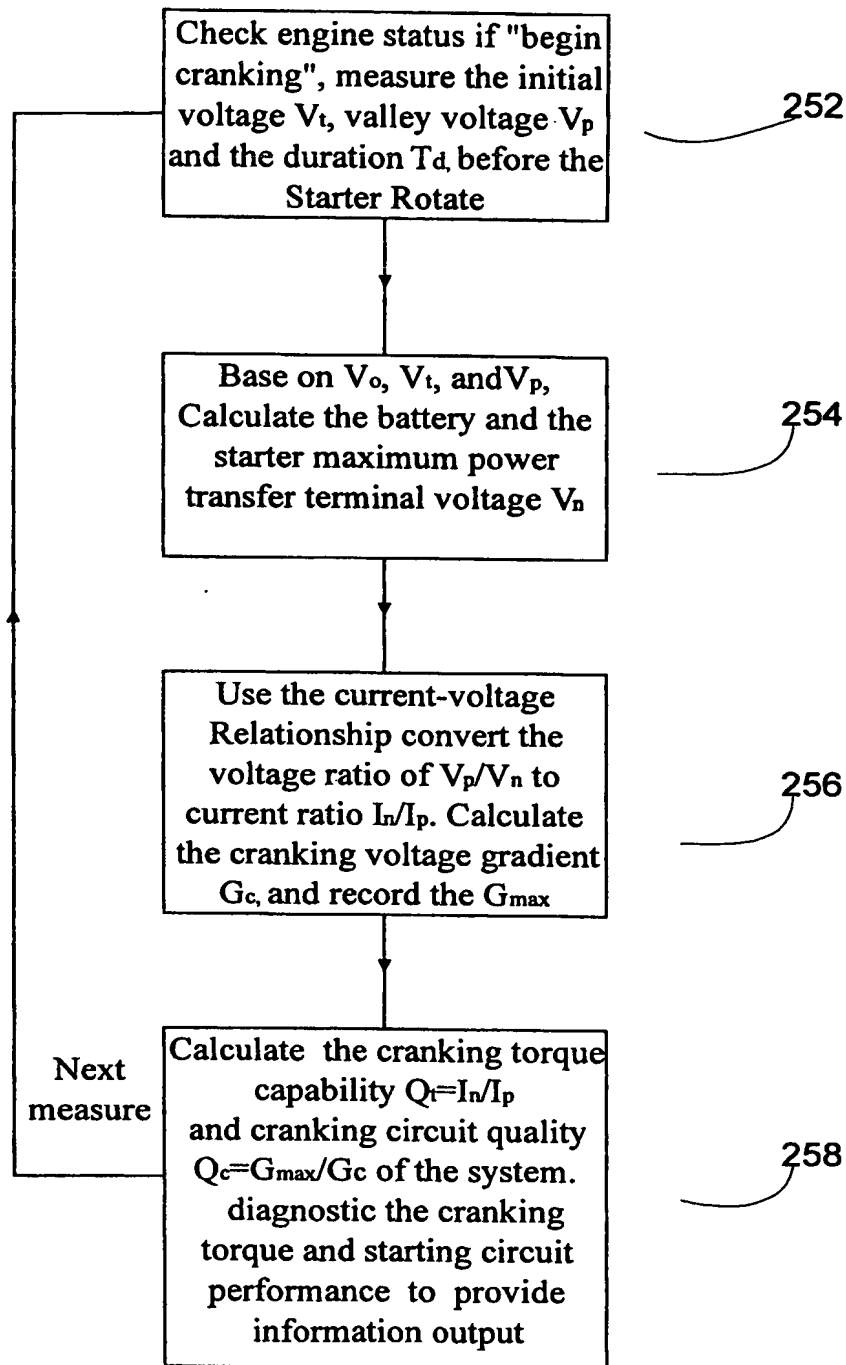 Check engine status if "begin
cranking", measure the initial
voltage Vt, valley voltage Vp
and the duration Td, before the
Starter Rotate
252
Base on Vo, Vt, andVp,
Calculate the battery and the
starter maximum power
transfer terminal voltage Vn
254
Use the current-voltage
Relationship convert the
voltage ratio of Vp/Vn to
current ratio In/Ip. Calculate
the cranking voltage gradient
Gc, and record the Gmax
256
Next
measure
Calculate the cranking torque
capability Qt=In/Ip
and cranking circuit quality
Qc=Gmax/Gc of the system.
diagnostic the cranking
torque and starting circuit
performance to provide
information output
258